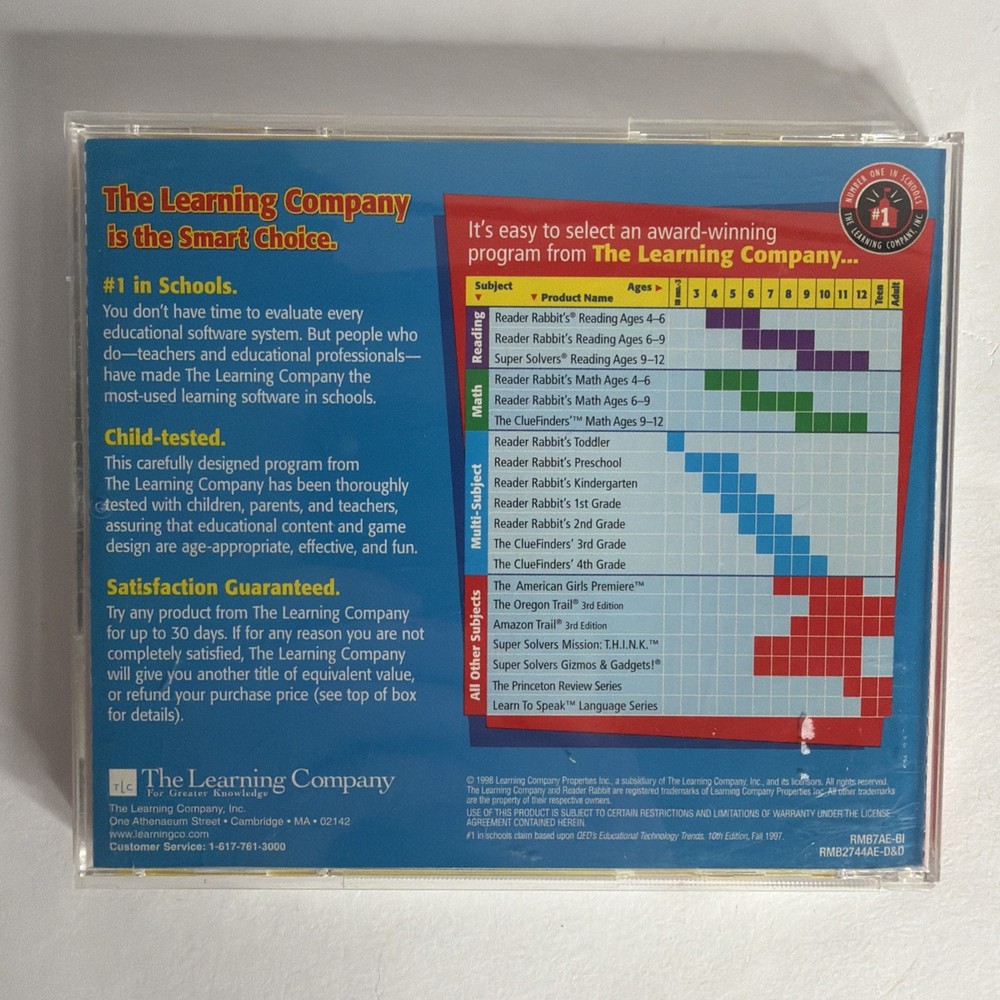 The Learning Company
is the Smart Choice.
#1 in Schools.
You don't have time to evaluate every
educational software system. But people who
do—teachers and educational professionals—
have made The Learning Company the
most-used learning software in schools.
Child-tested.
This carefully designed program from
The Learning Company has been thoroughly
tested with children, parents, and teachers,
assuring that educational content and game
design are age-appropriate, effective, and fun.
Satisfaction Guaranteed.
Try any product from The Learning Company
for up to 30 days. If for any reason you are not
completely satisfied, The Learning Company
will give you another title of equivalent value,
or refund your purchase price (see top of box
for details).
TLC
The Learning Company
For Greater Knowledge
The Learning Company, Inc.
One Athenaeum Street • Cambridge • MA • 02142
www.learningco.com
Customer Service: 1-617-761-3000
NUMBER ONE IN SCHOOLS
#1
THE LEARNING COMPANY, INC.
It's easy to select an award-winning
program from The Learning Company...
Subject ▼ ▼ Product Name Ages ►
18 mo.-3 3 4 5 6 7 8 9 10 11 12 Teen Adult
Reading
Reader Rabbit's® Reading Ages 4–6
Reader Rabbit's Reading Ages 6–9
Super Solvers® Reading Ages 9–12
Math
Reader Rabbit's Math Ages 4–6
Reader Rabbit's Math Ages 6–9
The ClueFinders'™ Math Ages 9–12
Multi-Subject
Reader Rabbit's Toddler
Reader Rabbit's Preschool
Reader Rabbit's Kindergarten
Reader Rabbit's 1st Grade
Reader Rabbit's 2nd Grade
The ClueFinders' 3rd Grade
The ClueFinders' 4th Grade
All Other Subjects
The American Girls Premiere™
The Oregon Trail® 3rd Edition
Amazon Trail® 3rd Edition
Super Solvers Mission: T.H.I.N.K.™
Super Solvers Gizmos & Gadgets!®
The Princeton Review Series
Learn To Speak™ Language Series
© 1998 Learning Company Properties Inc., a subsidiary of The Learning Company, Inc., and its licensors. All rights reserved.
The Learning Company and Reader Rabbit are registered trademarks of Learning Company Properties Inc. All other trademarks
are the property of their respective owners.
USE OF THIS PRODUCT IS SUBJECT TO CERTAIN RESTRICTIONS AND LIMITATIONS OF WARRANTY UNDER THE LICENSE
AGREEMENT CONTAINED HEREIN.
#1 in schools claim based upon QED's Educational Technology Trends, 10th Edition, Fall 1997.
RMB7AE-BI
RMB2744AE-D&D